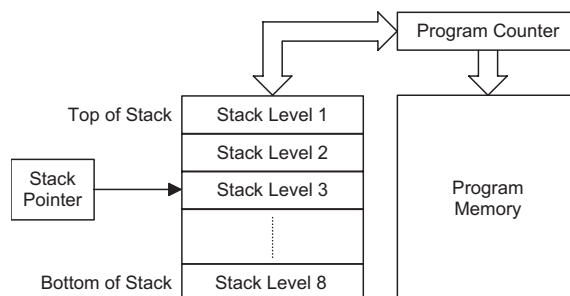 Program Counter
Top of Stack
Stack Level 1
Stack Level 2
Stack
Pointer
Stack Level 3
Program
Memory
Bottom of Stack
Stack Level 8